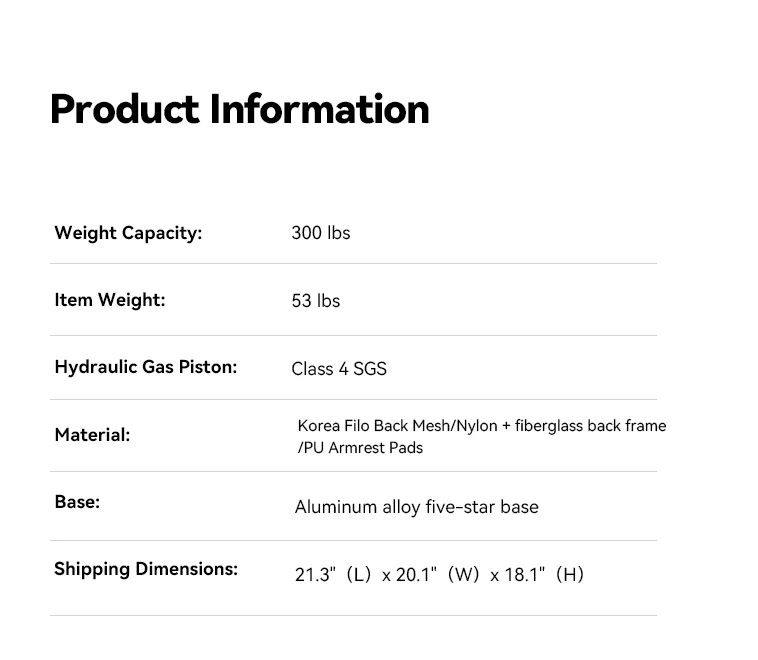 Product Information
Weight Capacity: 300 lbs
Item Weight: 53 lbs
Hydraulic Gas Piston: Class 4 SGS
Material: Korea Filo Back Mesh/Nylon + fiberglass back frame
/PU Armrest Pads
Base: Aluminum alloy five-star base
Shipping Dimensions: 21.3"（L）x 20.1"（W）x 18.1"（H）